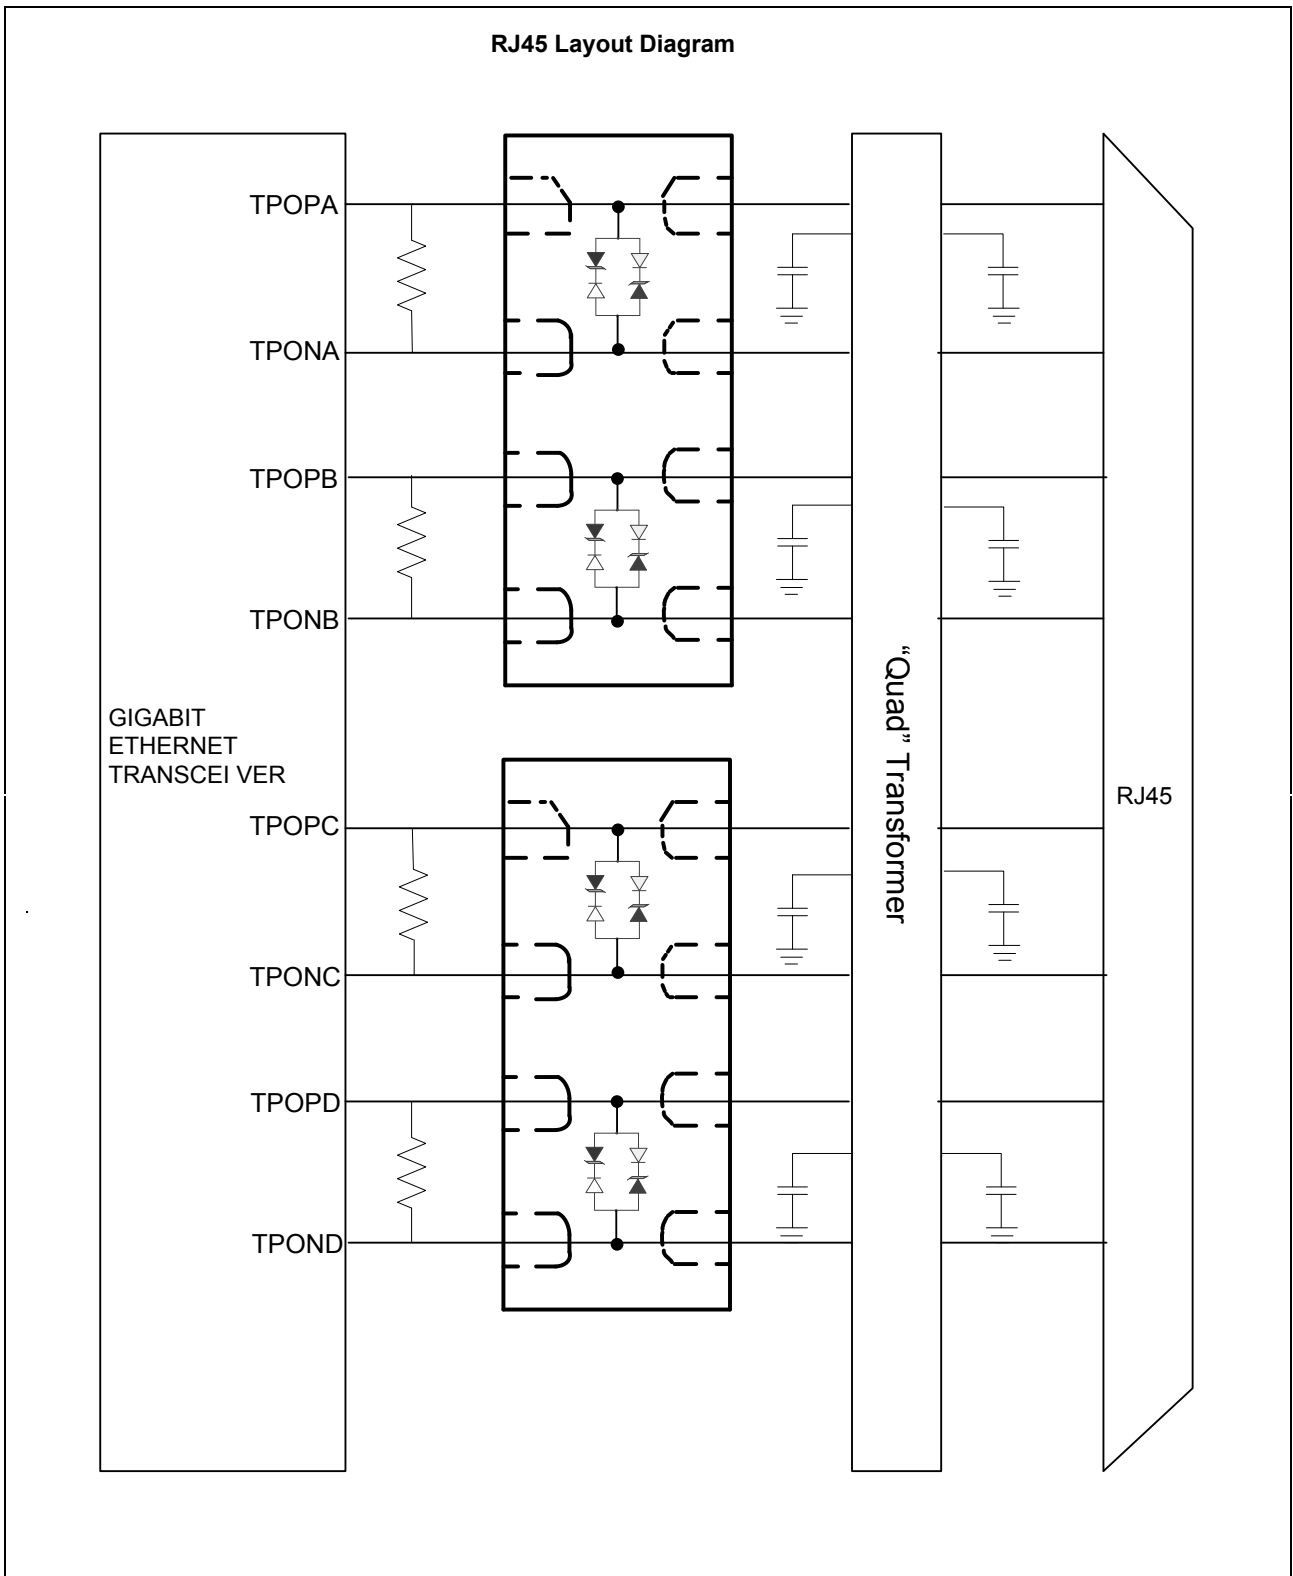 RJ45 Layout Diagram
TPOPA
TPONA
TPOPB
TPONB
GIGABIT
ETHERNET
TRANSCEI VER
"Quad" Transformer
RJ45
TPOPC
TPONC
TPOPD
TPOND